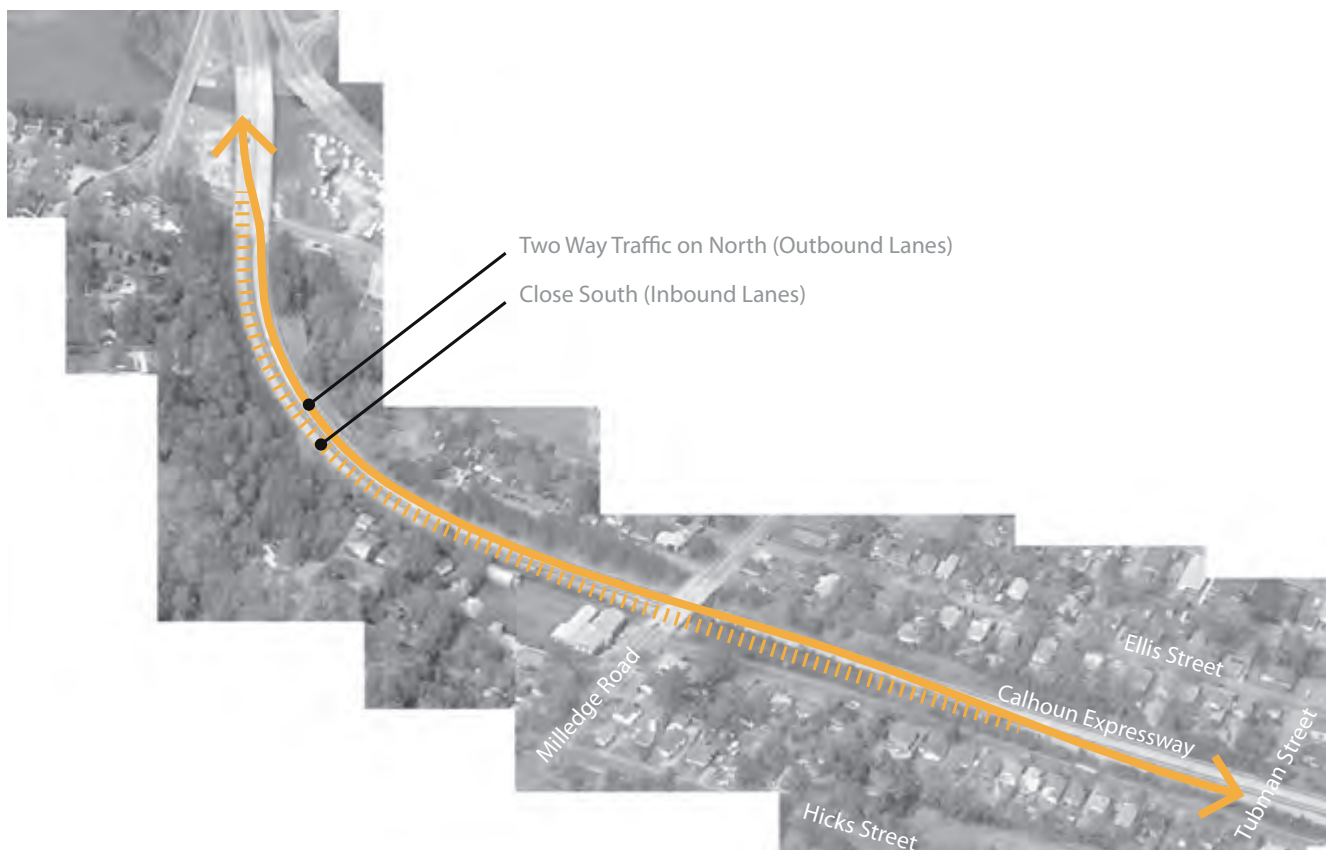 Two Way Traffic on North (Outbound Lanes)
Close South (Inbound Lanes)
Ellis Street
Milledge Road
Calhoun Expressway
Tubman Street
Hicks Street